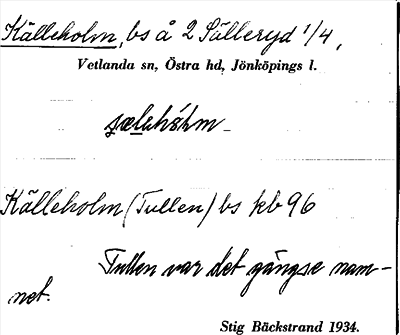 Källeholm, bs å 2 Sälleryd 1/4,
Vetlanda sn, Östra hd, Jönköpings l.
Källeholm (Tullen) bs kb 96
Tullen var det gängse nam-
net.
Stig Bäckstrand 1934.